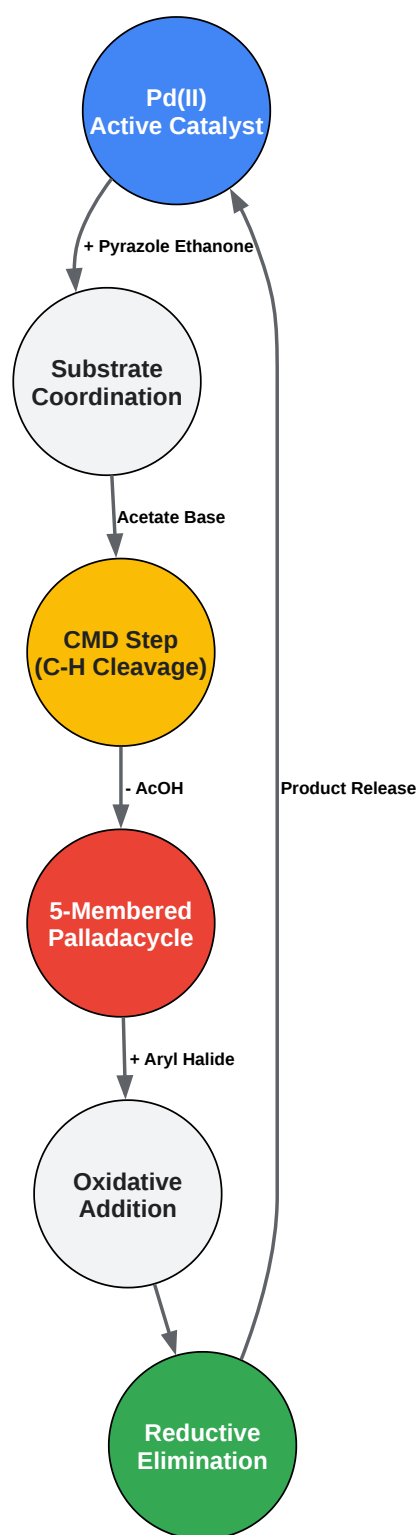 Pd(II)
Active Catalyst
+ Pyrazole Ethanone
Substrate
Coordination
Acetate Base
CMD Step
(C-H Cleavage)
- AcOH
Product Release
5-Membered
Palladacycle
+ Aryl Halide
Oxidative
Addition
Reductive
Elimination